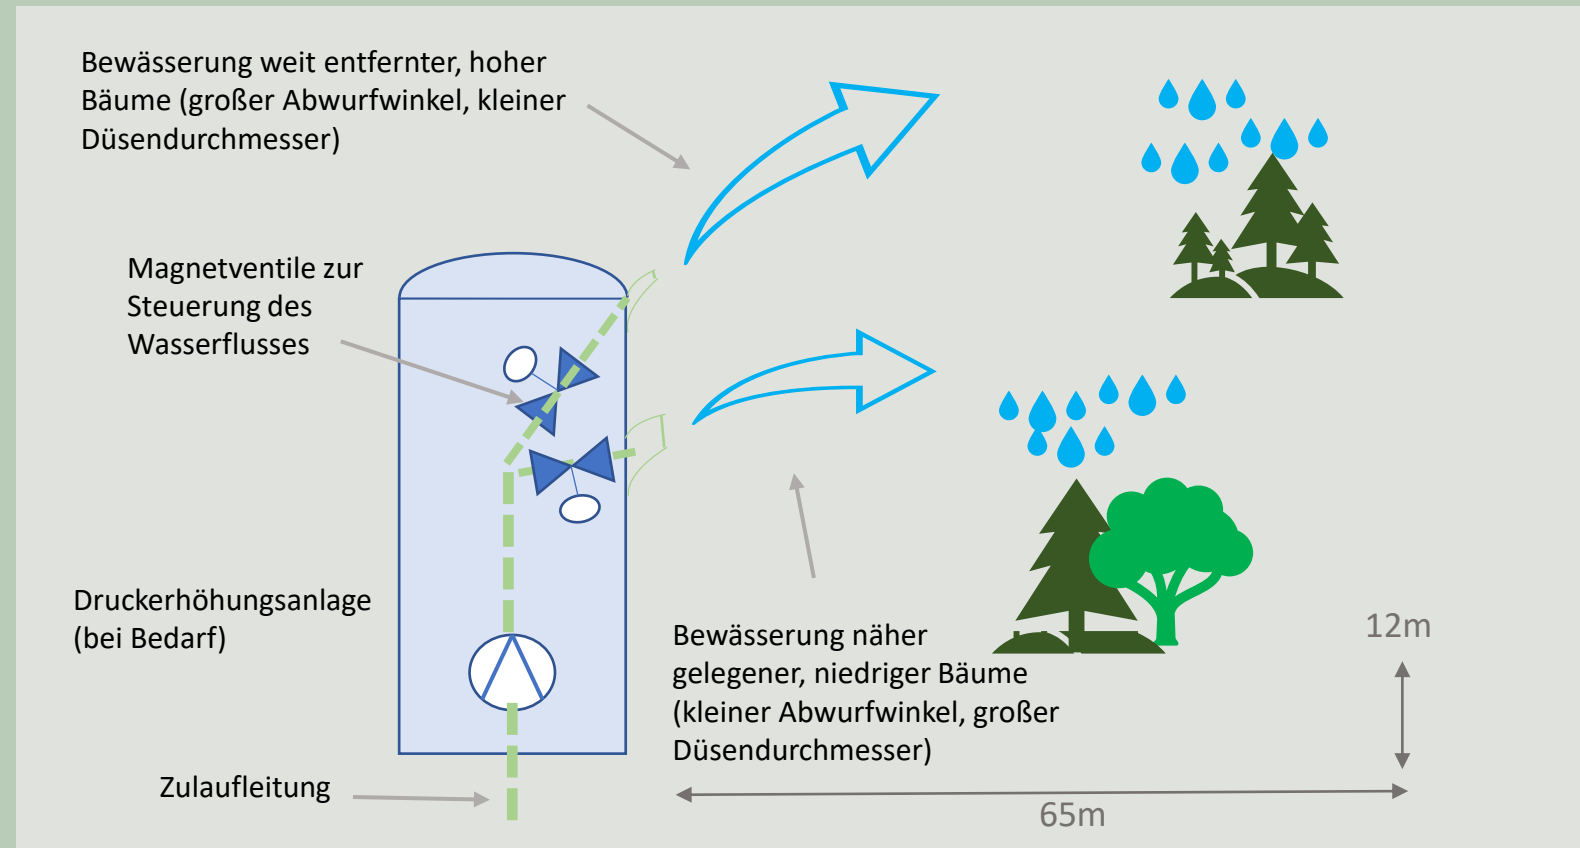 Bewässerung weit entfernter, hoher
Bäume (großer Abwurfwinkel, kleiner
Düsendurchmesser)
Magnetventile zur
Steuerung des
Wasserflusses
Druckerhöhungsanlage
(bei Bedarf)
Bewässerung näher
gelegener, niedriger Bäume
(kleiner Abwurfwinkel, großer
Düsendurchmesser)
12m
Zulaufleitung
65m